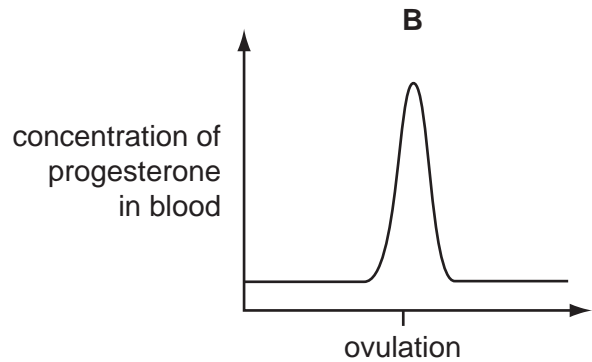 B
concentration of
progesterone
in blood
ovulation